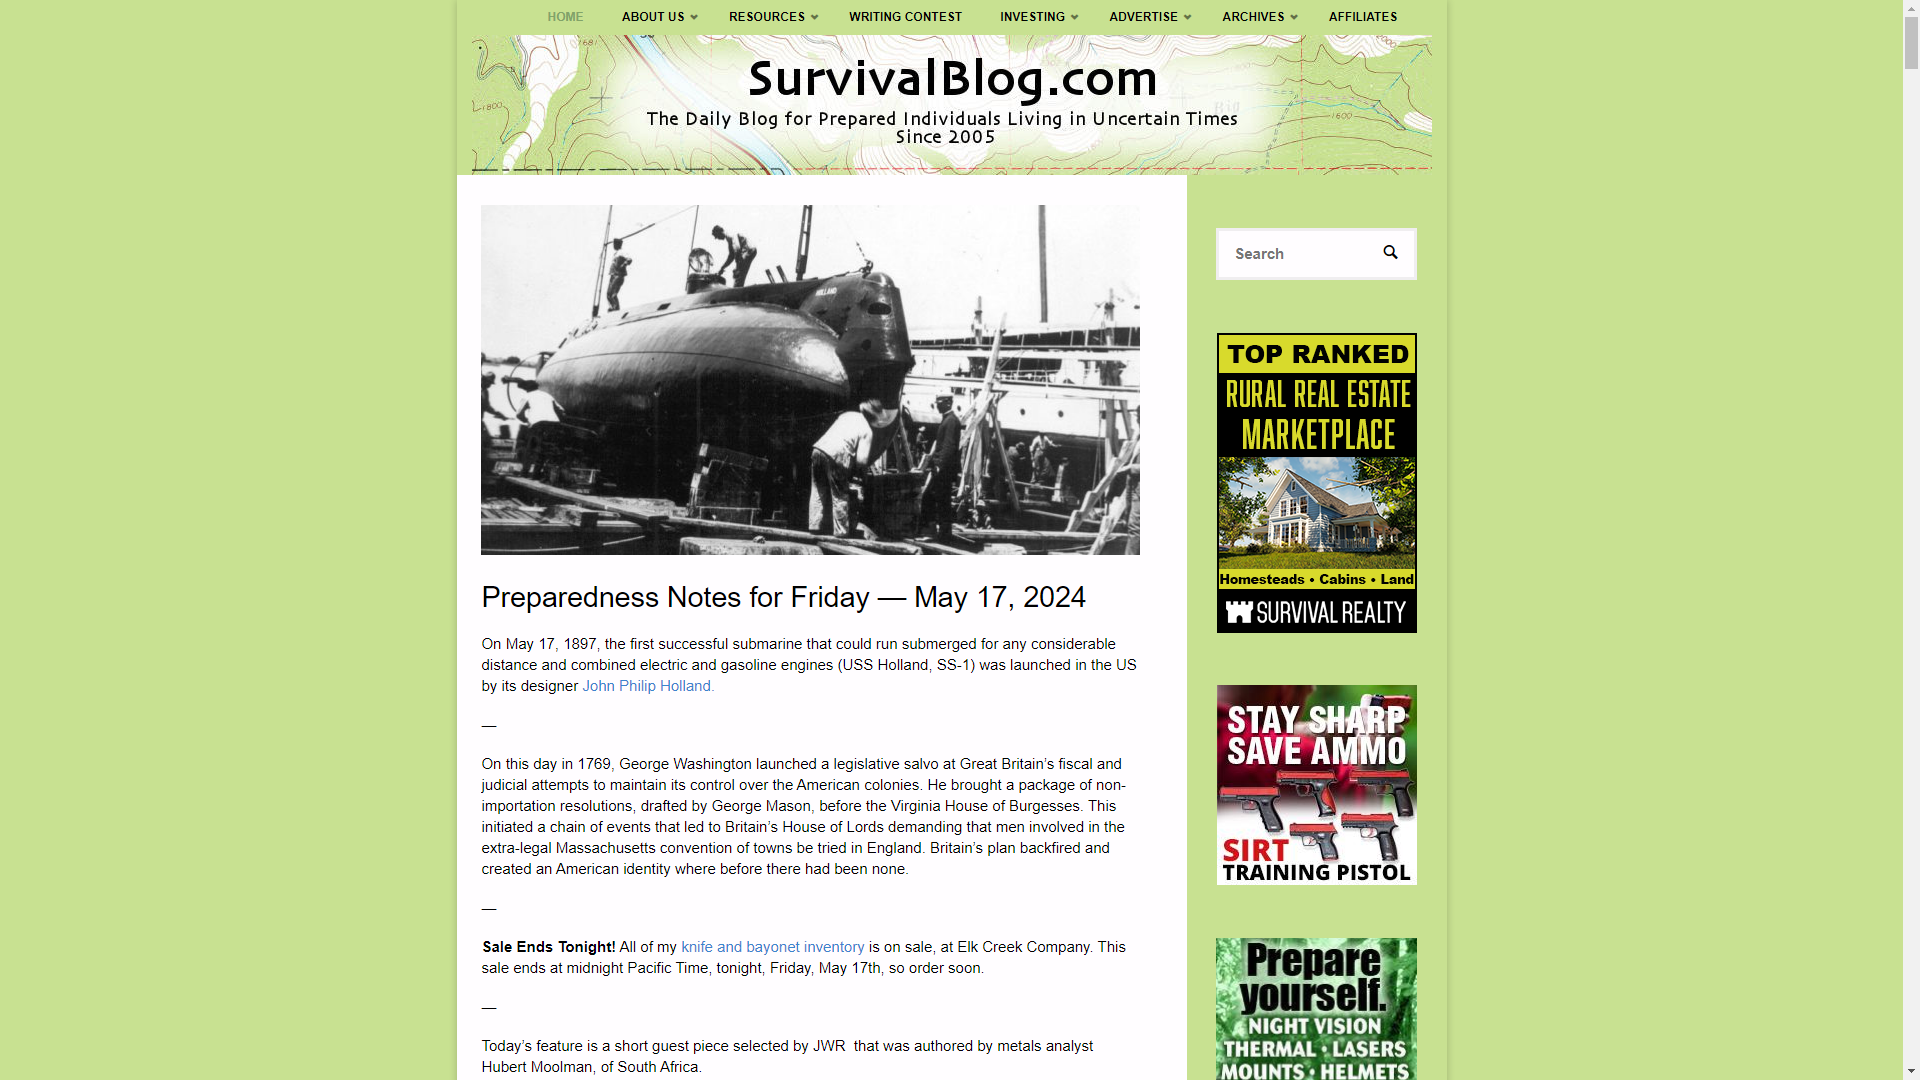 HOME ABOUT US RESOURCES WRITING CONTEST INVESTING ADVERTISE ARCHIVES AFFILIATES
SurvivalBlog.com
The Daily Blog for Prepared Individuals Living in Uncertain Times
Since 2005
1681
1800
Big
2000
1600
HOLLAND
Preparedness Notes for Friday — May 17, 2024
On May 17, 1897, the first successful submarine that could run submerged for any considerable
distance and combined electric and gasoline engines (USS Holland, SS-1) was launched in the US
by its designer John Philip Holland.
—
On this day in 1769, George Washington launched a legislative salvo at Great Britain’s fiscal and
judicial attempts to maintain its control over the American colonies. He brought a package of non-
importation resolutions, drafted by George Mason, before the Virginia House of Burgesses. This
initiated a chain of events that led to Britain’s House of Lords demanding that men involved in the
extra-legal Massachusetts convention of towns be tried in England. Britain’s plan backfired and
created an American identity where before there had been none.
—
Sale Ends Tonight! All of my knife and bayonet inventory is on sale, at Elk Creek Company. This
sale ends at midnight Pacific Time, tonight, Friday, May 17th, so order soon.
—
Today’s feature is a short guest piece selected by JWR  that was authored by metals analyst
Hubert Moolman, of South Africa.
Search
TOP RANKED
RURAL REAL ESTATE
MARKETPLACE
Homesteads • Cabins • Land
SURVIVAL REALTY
STAY SHARP
SAVE AMMO
SIRT
TRAINING PISTOL
Prepare
yourself.
NIGHT VISION
THERMAL • LASERS
MOUNTS • HELMETS